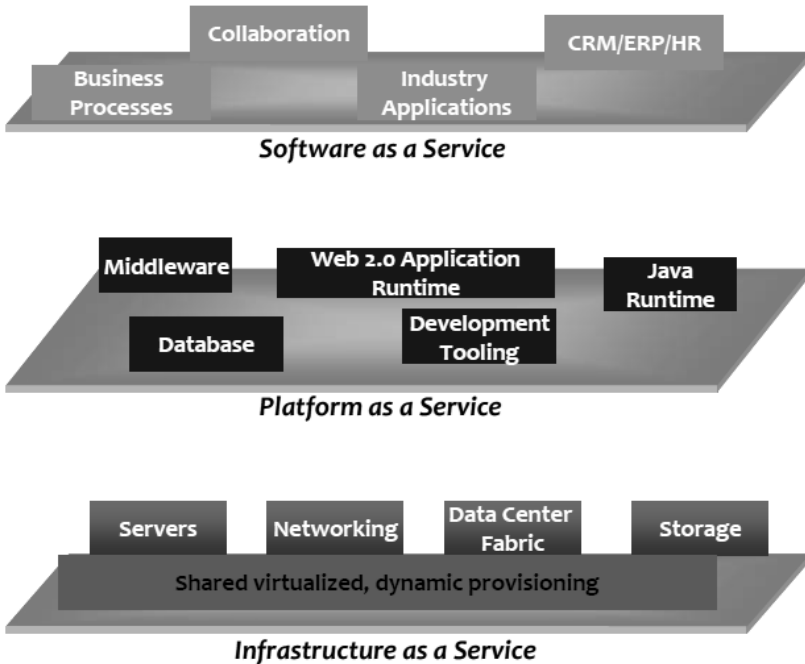 Collaboration
CRM/ERP/HR
Business
Processes
Industry
Applications
Software as a Service
Middleware
Web 2.0 Application
Runtime
Java
Runtime
Database
Development
Tooling
Platform as a Service
Servers
Networking
Data Center
Fabric
Storage
Shared virtualized, dynamic provisioning
Infrastructure as a Service